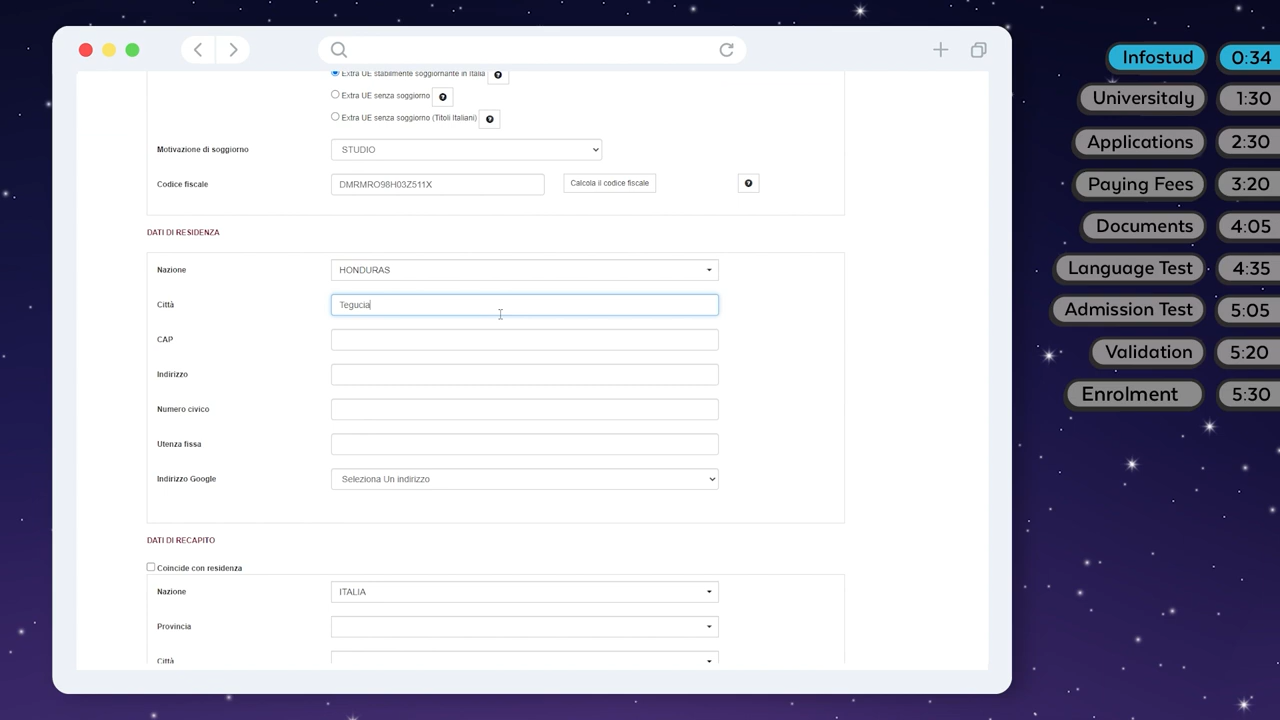 Extra UE stabilmente soggiornante in Italia
Extra UE senza soggiorno
Extra UE senza soggiorno (Titoli Italiani)
Motivazione di soggiorno STUDIO
Codice fiscale DMRMRO98H03Z511X Calcola il codice fiscale
DATI DI RESIDENZA
Nazione HONDURAS
Città Tegucia
CAP
Indirizzo
Numero civico
Utenza fissa
Indirizzo Google Seleziona Un indirizzo
DATI DI RECAPITO
Coincide con residenza
Nazione ITALIA
Provincia
Città
Infostud 0:34
Universitaly 1:30
Applications 2:30
Paying Fees 3:20
Documents 4:05
Language Test 4:35
Admission Test 5:05
Validation 5:20
Enrolment 5:30